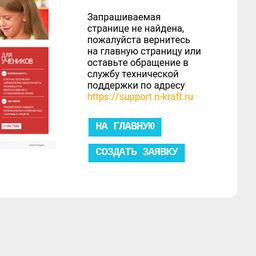 Запрашиваемая
странице не найдена,
пожалуйста вернитесь
на главную страницу или
оставьте обращение в
службу технической
поддержки по адресу
https://support.n-kraft.ru
НА ГЛАВНУЮ
СОЗДАТЬ ЗАЯВКУ
ДЛЯ
УЧЕНИКОВ